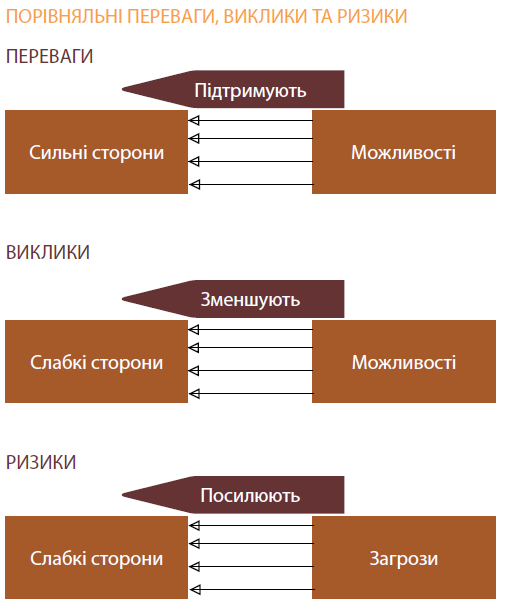 ПОРІВНЯЛЬНІ ПЕРЕВАГИ, ВИКЛИКИ ТА РИЗИКИ
ПЕРЕВАГИ
Підтримують
Сильні сторони
Можливості
ВИКЛИКИ
Зменшують
Слабкі сторони
Можливості
РИЗИКИ
Посилюють
Слабкі сторони
Загрози